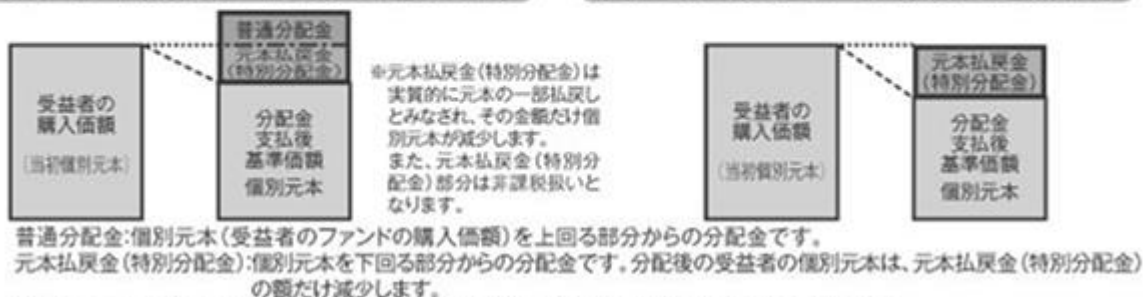 普通分配金
元本払戻金
(特別分配金)
受益者の
購入価額
(当初個別元本)
分配金
支払後
基準価額
個別元本
※元本払戻金(特別分配金)は
実質的に元本の一部払戻し
とみなされ、その金額だけ個
別元本が減少します。
また、元本払戻金(特別分
配金)部分は非課税扱いと
なります。
受益者の
購入価額
(当初個別元本)
元本払戻金
(特別分配金)
分配金
支払後
基準価額
個別元本
普通分配金:個別元本(受益者のファンドの購入価額)を上回る部分からの分配金です。
元本払戻金(特別分配金):個別元本を下回る部分からの分配金です。分配後の受益者の個別元本は、元本払戻金(特別分配金)
の額だけ減少します。